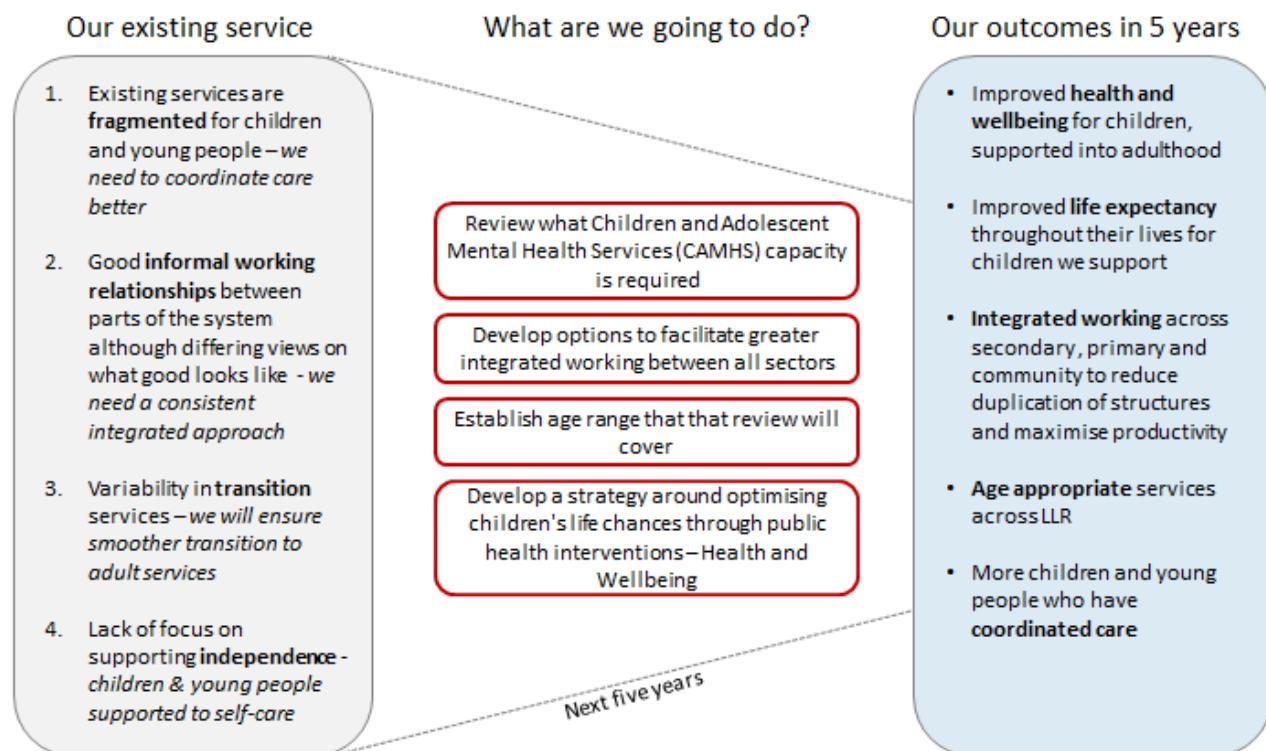 Our existing service
1. Existing services are
fragmented for children
and young people – we
need to coordinate care
better
2. Good informal working
relationships between
parts of the system
although differing views on
what good looks like - we
need a consistent
integrated approach
3. Variability in transition
services – we will ensure
smoother transition to
adult services
4. Lack of focus on
supporting independence -
children & young people
supported to self-care
What are we going to do?
Review what Children and Adolescent
Mental Health Services (CAMHS) capacity
is required
Develop options to facilitate greater
integrated working between all sectors
Establish age range that that review will
cover
Develop a strategy around optimising
children's life chances through public
health interventions – Health and
Wellbeing
Next five years
Our outcomes in 5 years
• Improved health and
wellbeing for children,
supported into adulthood
• Improved life expectancy
throughout their lives for
children we support
• Integrated working across
secondary, primary and
community to reduce
duplication of structures
and maximise productivity
• Age appropriate services
across LLR
• More children and young
people who have
coordinated care